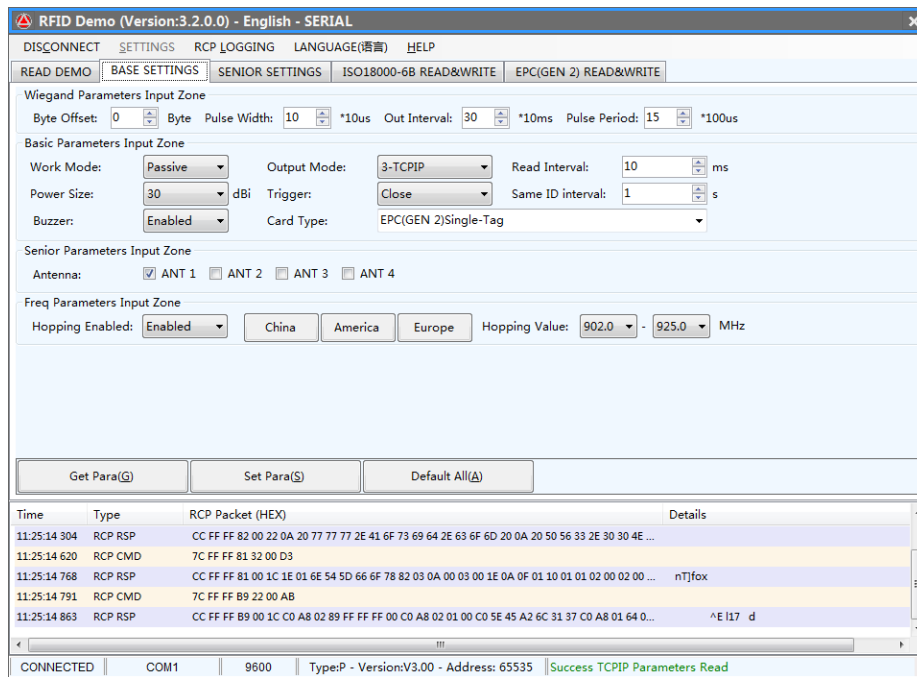 RFID Demo (Version:3.2.0.0) - English - SERIAL
DISCONNECT SETTINGS RCP LOGGING LANGUAGE(语言) HELP
READ DEMO BASE SETTINGS SENIOR SETTINGS ISO18000-6B READ&WRITE EPC(GEN 2) READ&WRITE
Wiegand Parameters Input Zone
Byte Offset: 0 Byte Pulse Width: 10 *10us Out Interval: 30 *10ms Pulse Period: 15 *100us
Basic Parameters Input Zone
Work Mode: Passive Output Mode: 3-TCPIP Read Interval: 10 ms
Power Size: 30 dBi Trigger: Close Same ID interval: 1 s
Buzzer: Enabled Card Type: EPC(GEN 2)Single-Tag
Senior Parameters Input Zone
Antenna: ANT 1 ANT 2 ANT 3 ANT 4
Freq Parameters Input Zone
Hopping Enabled: Enabled China America Europe Hopping Value: 902.0 - 925.0 MHz
Get Para(G) Set Para(S) Default All(A)
Time Type RCP Packet (HEX) Details
11:25:14 304 RCP RSP CC FF FF 82 00 22 0A 20 77 77 77 2E 41 6F 73 69 64 2E 63 6F 6D 20 0A 20 50 56 33 2E 30 30 4E ...
11:25:14 620 RCP CMD 7C FF FF 81 32 00 D3
11:25:14 768 RCP RSP CC FF FF 81 00 1C 1E 01 6E 54 5D 66 6F 78 82 03 0A 00 03 00 1E 0A 0F 01 10 01 01 02 00 02 00 ... nT]fox
11:25:14 791 RCP CMD 7C FF FF B9 22 00 AB
11:25:14 863 RCP RSP CC FF FF B9 00 1C C0 A8 02 89 FF FF FF 00 C0 A8 02 01 00 C0 5E 45 A2 6C 31 37 C0 A8 01 64 0... ^E l17 d
CONNECTED COM1 9600 Type:P - Version:V3.00 - Address: 65535 Success TCPIP Parameters Read